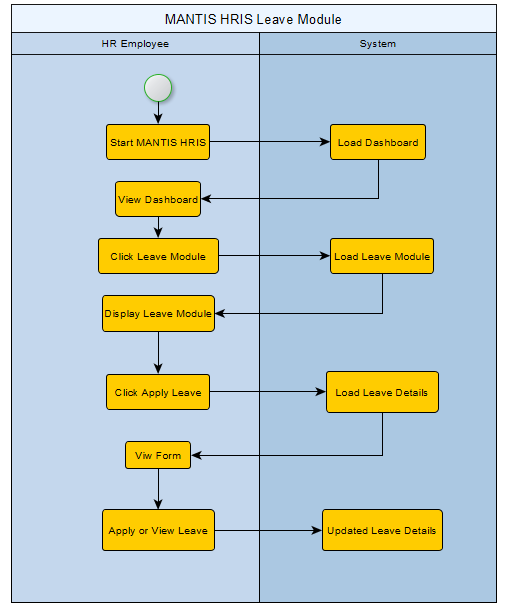 MANTIS HRIS Leave Module
HR Employee
System
Start MANTIS HRIS
Load Dashboard
View Dashboard
Click Leave Module
Load Leave Module
Display Leave Module
Click Apply Leave
Load Leave Details
Viw Form
Apply or View Leave
Updated Leave Details